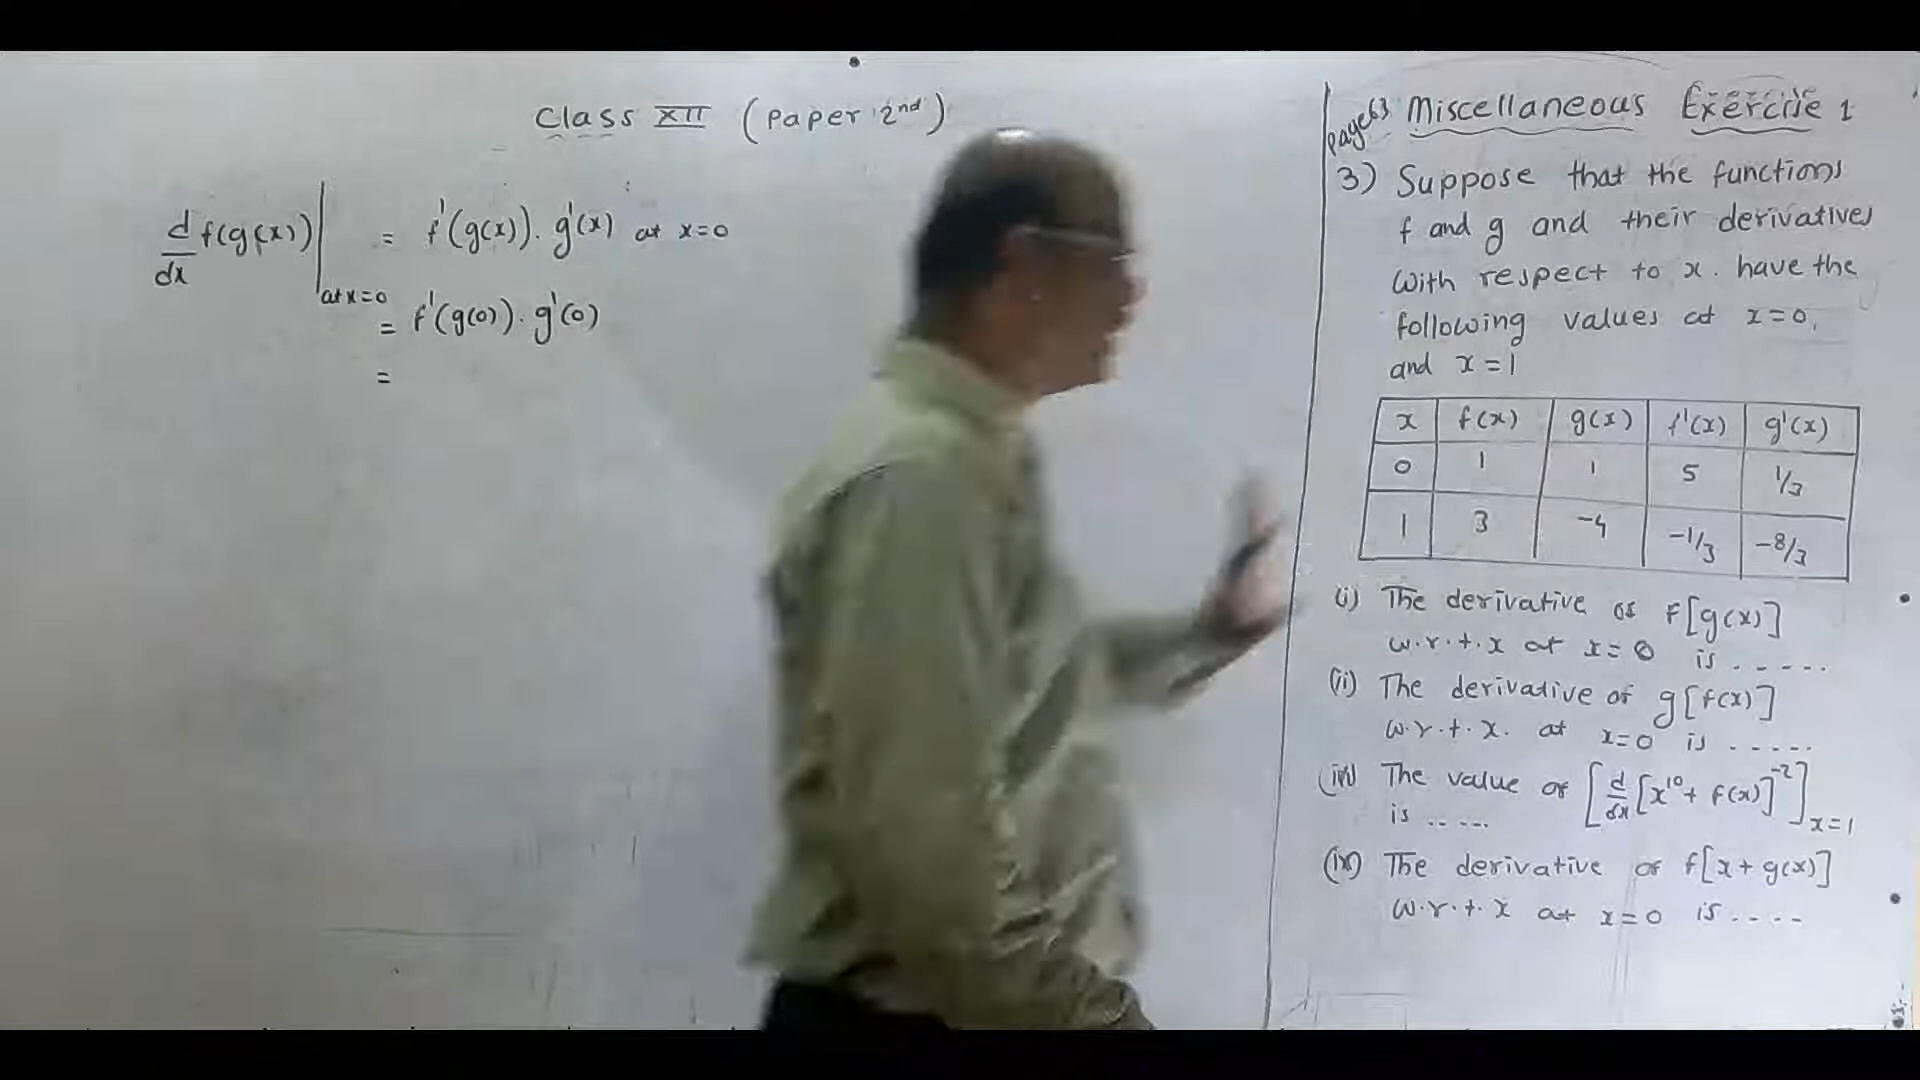 Class XII (Paper 2nd)
d/dx f(g(x))| at x=0 = f'(g(x)). g'(x) at x=0
= f'(g(0)). g'(0)
=
page 63 Miscellaneous Exercise 1
3) Suppose that the functions
f and g and their derivatives
with respect to x. have the
following values at x=0,
and x=1
x f(x) g(x) f'(x) g'(x)
0 1 1 5 1/3
1 3 -4 -1/3 -8/3
(i) The derivative of f[g(x)]
w.r.t.x at x=0 is .....
(ii) The derivative of g[f(x)]
w.r.t.x. at x=0 is .....
The value of [d/dx [x^10 + f(x)]^-2] x=1
is .....
The derivative of f[x+g(x)]
w.r.t.x at x=0 is ....